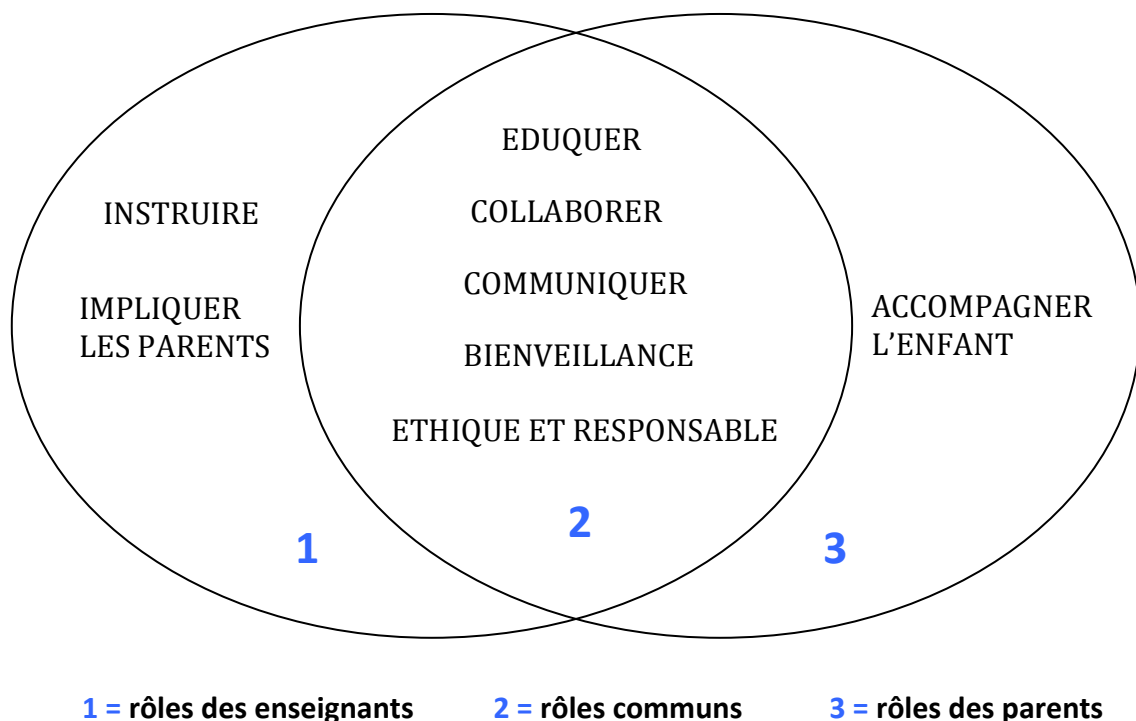 INSTRUIRE
IMPLIQUER
LES PARENTS
1
EDUQUER
COLLABORER
COMMUNIQUER
BIENVEILLANCE
ETHIQUE ET RESPONSABLE
2
ACCOMPAGNER
L’ENFANT
3
1 = rôles des enseignants
2 = rôles communs
3 = rôles des parents